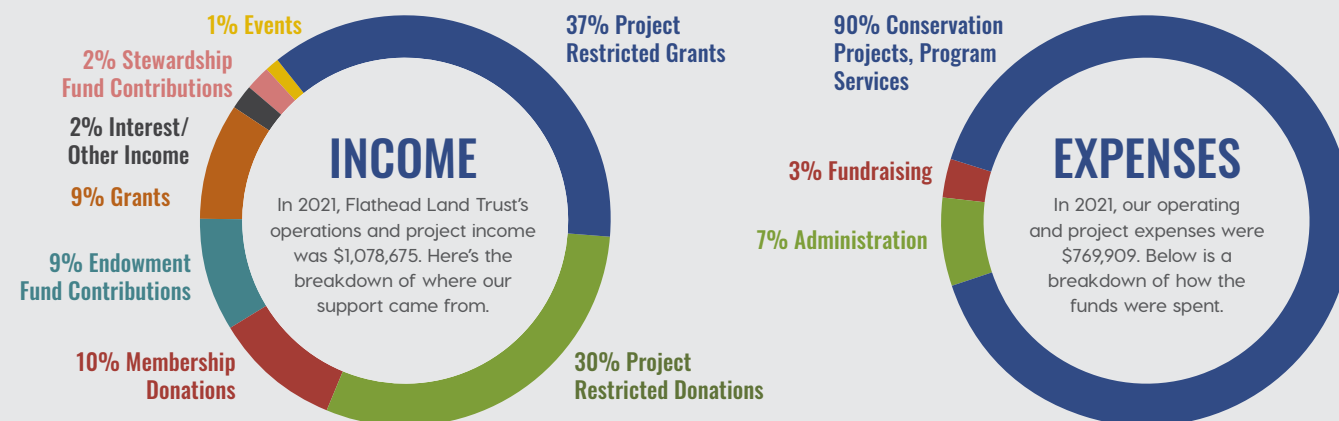 1% Events
2% Stewardship
Fund Contributions
2% Interest/
Other Income
9% Grants
9% Endowment
Fund Contributions
10% Membership
Donations
37% Project
Restricted Grants
30% Project
Restricted Donations
INCOME
In 2021, Flathead Land Trust’s
operations and project income
was $1,078,675. Here’s the
breakdown of where our
support came from.
90% Conservation
Projects, Program
Services
3% Fundraising
7% Administration
EXPENSES
In 2021, our operating
and project expenses were
$769,909. Below is a
breakdown of how the
funds were spent.